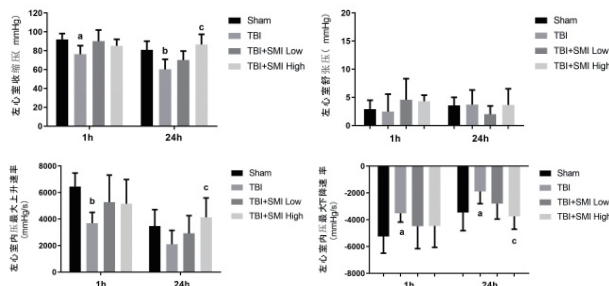 左心室收缩压(mmHg)
120
100
80
60
40
20
0
a
b
c
1h
24h
Sham
TBI
TBI+SMI Low
TBI+SMI High
左心室舒张压(mmHg)
20
15
10
5
0
1h
24h
Sham
TBI
TBI+SMI Low
TBI+SMI High
左心室内压最大上升速率
(mmHg/s)
8000
6000
4000
2000
0
b
c
1h
24h
Sham
TBI
TBI+SMI Low
TBI+SMI High
左心室内压最大下降速率
(mmHg/s)
0
-2000
-4000
-6000
-8000
a
a
c
1h
24h
Sham
TBI
TBI+SMI Low
TBI+SMI High